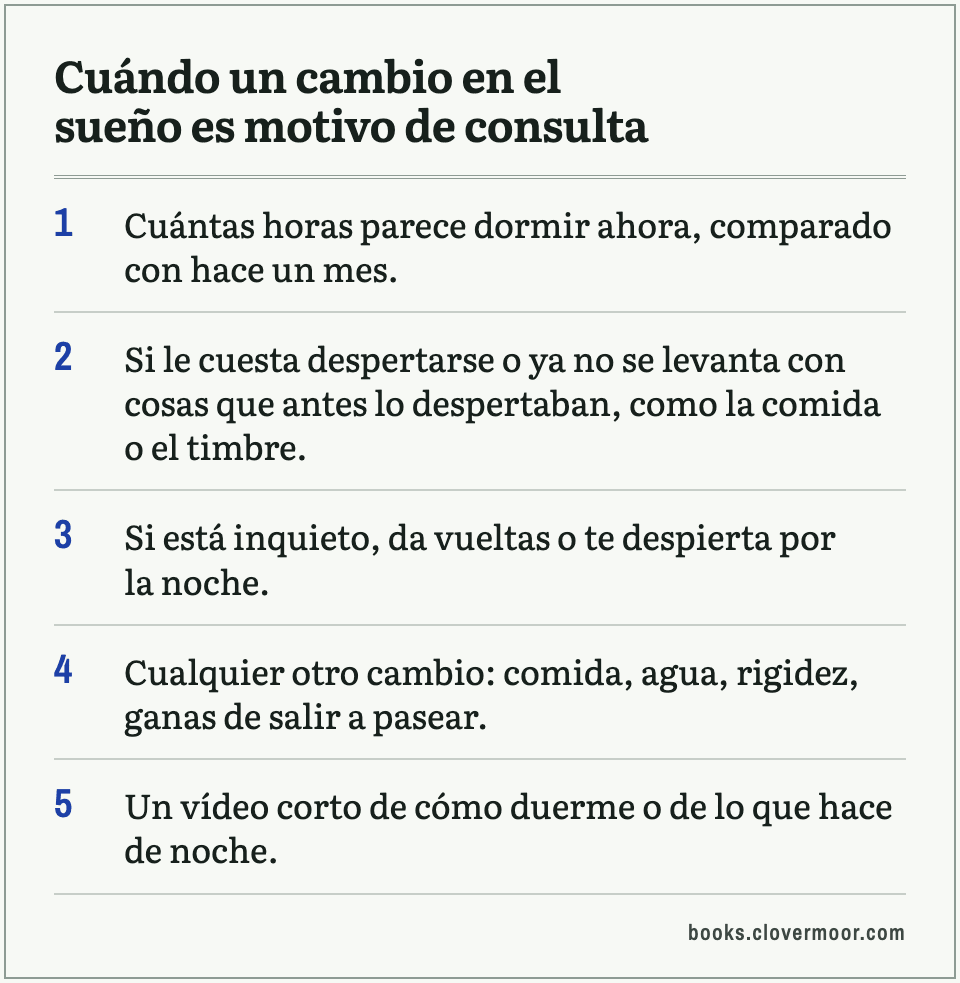 Cuándo un cambio en el
sueño es motivo de consulta
1 Cuántas horas parece dormir ahora, comparado
con hace un mes.
2 Si le cuesta despertarse o ya no se levanta con
cosas que antes lo despertaban, como la comida
o el timbre.
3 Si está inquieto, da vueltas o te despierta por
la noche.
4 Cualquier otro cambio: comida, agua, rigidez,
ganas de salir a pasear.
5 Un vídeo corto de cómo duerme o de lo que hace
de noche.
books.clovermoor.com